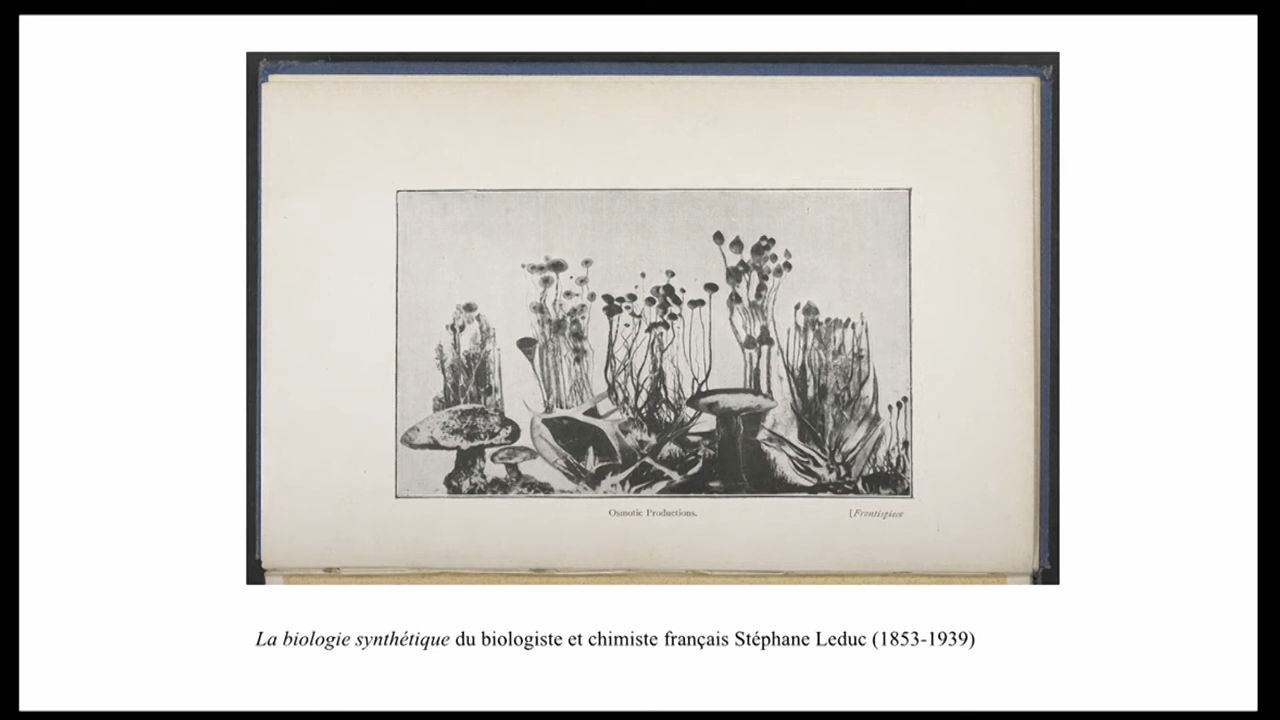 Osmotic Productions.
[Frontispiece
La biologie synthétique du biologiste et chimiste français Stéphane Leduc (1853-1939)